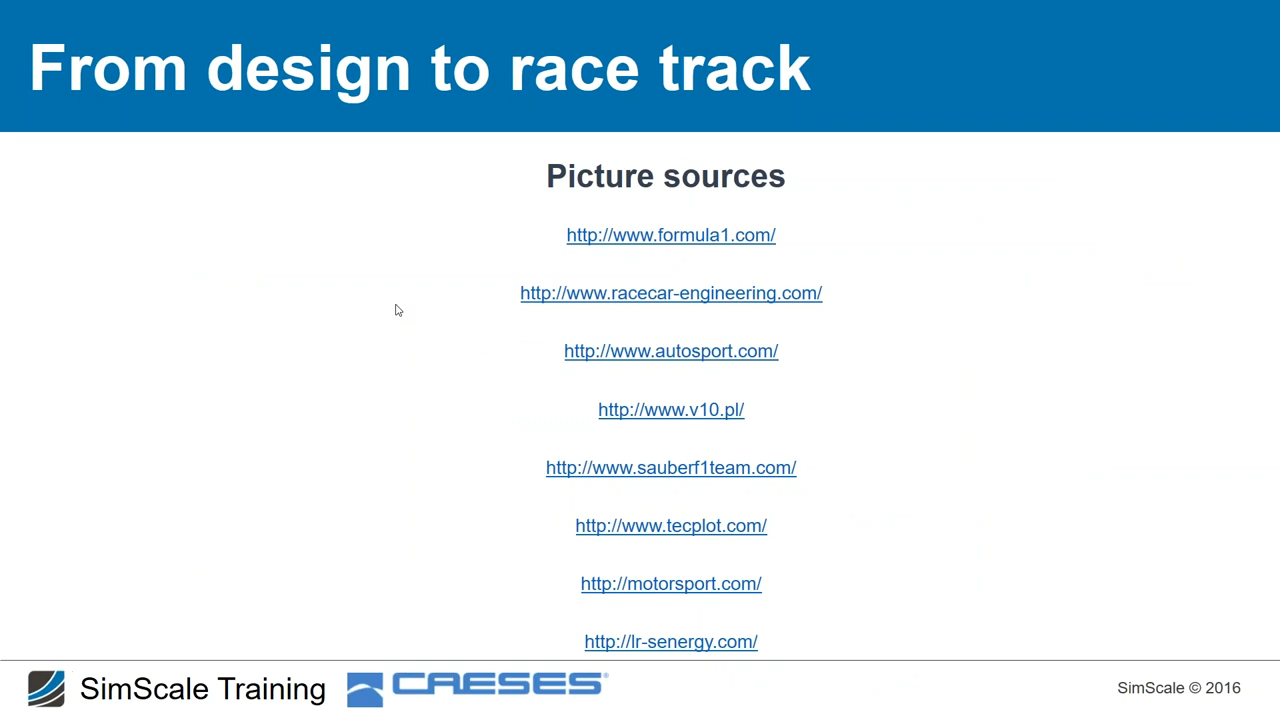 From design to race track
Picture sources
http://www.formula1.com/
http://www.racecar-engineering.com/
http://www.autosport.com/
http://www.v10.pl/
http://www.sauberf1team.com/
http://www.tecplot.com/
http://motorsport.com/
http://lr-senergy.com/
SimScale Training
CAESES®
SimScale © 2016